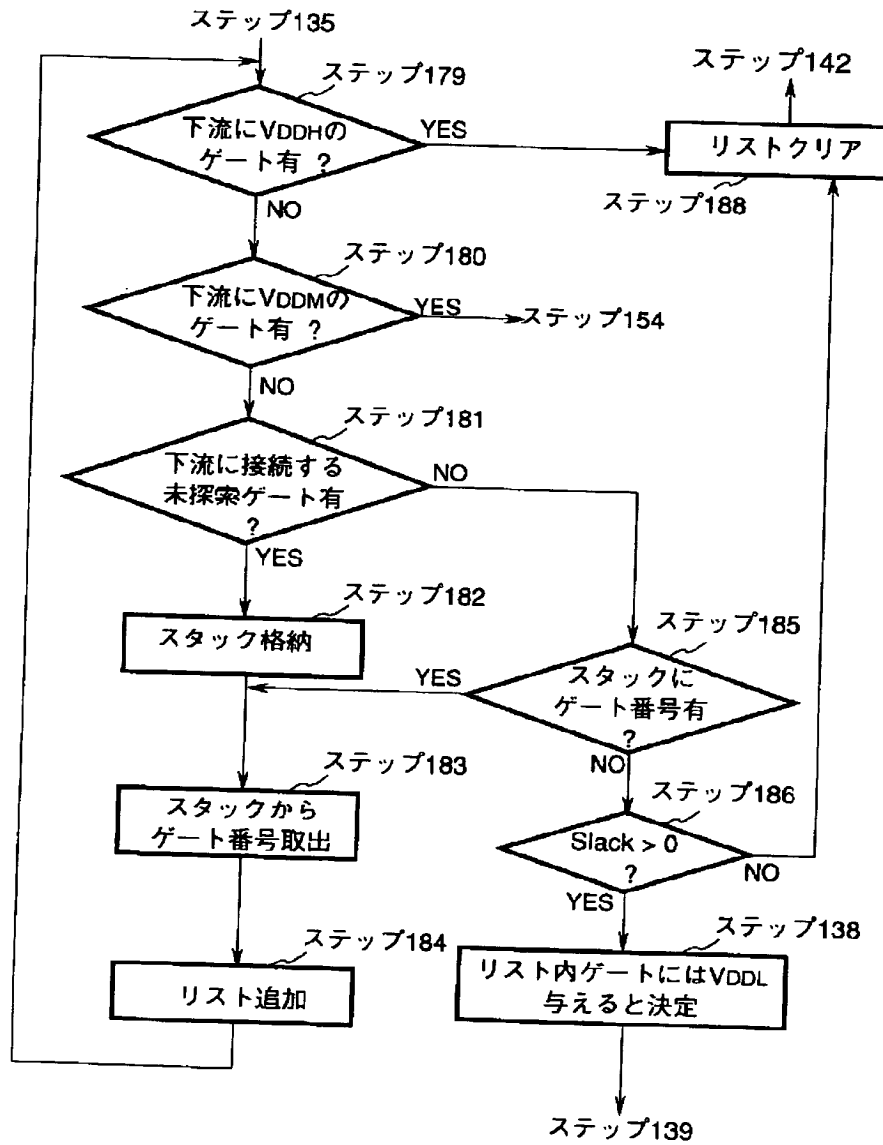 ステップ135
ステップ179
下流にVDDHの
ゲート有 ?
YES
NO
ステップ142
リストクリア
ステップ188
ステップ180
下流にVDDMの
ゲート有 ?
YES
ステップ154
NO
ステップ181
下流に接続する
未探索ゲート有
?
NO
YES
ステップ182
スタック格納
ステップ185
スタックに
ゲート番号有
?
YES
NO
ステップ183
スタックから
ゲート番号取出
ステップ186
Slack > 0
?
NO
YES
ステップ184
リスト追加
ステップ138
リスト内ゲートにはVDDL
与えると決定
ステップ139